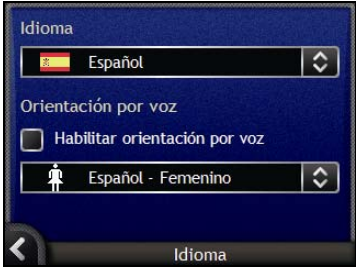 Idioma
Español
Orientación por voz
Habilitar orientación por voz
Español - Femenino
Idioma